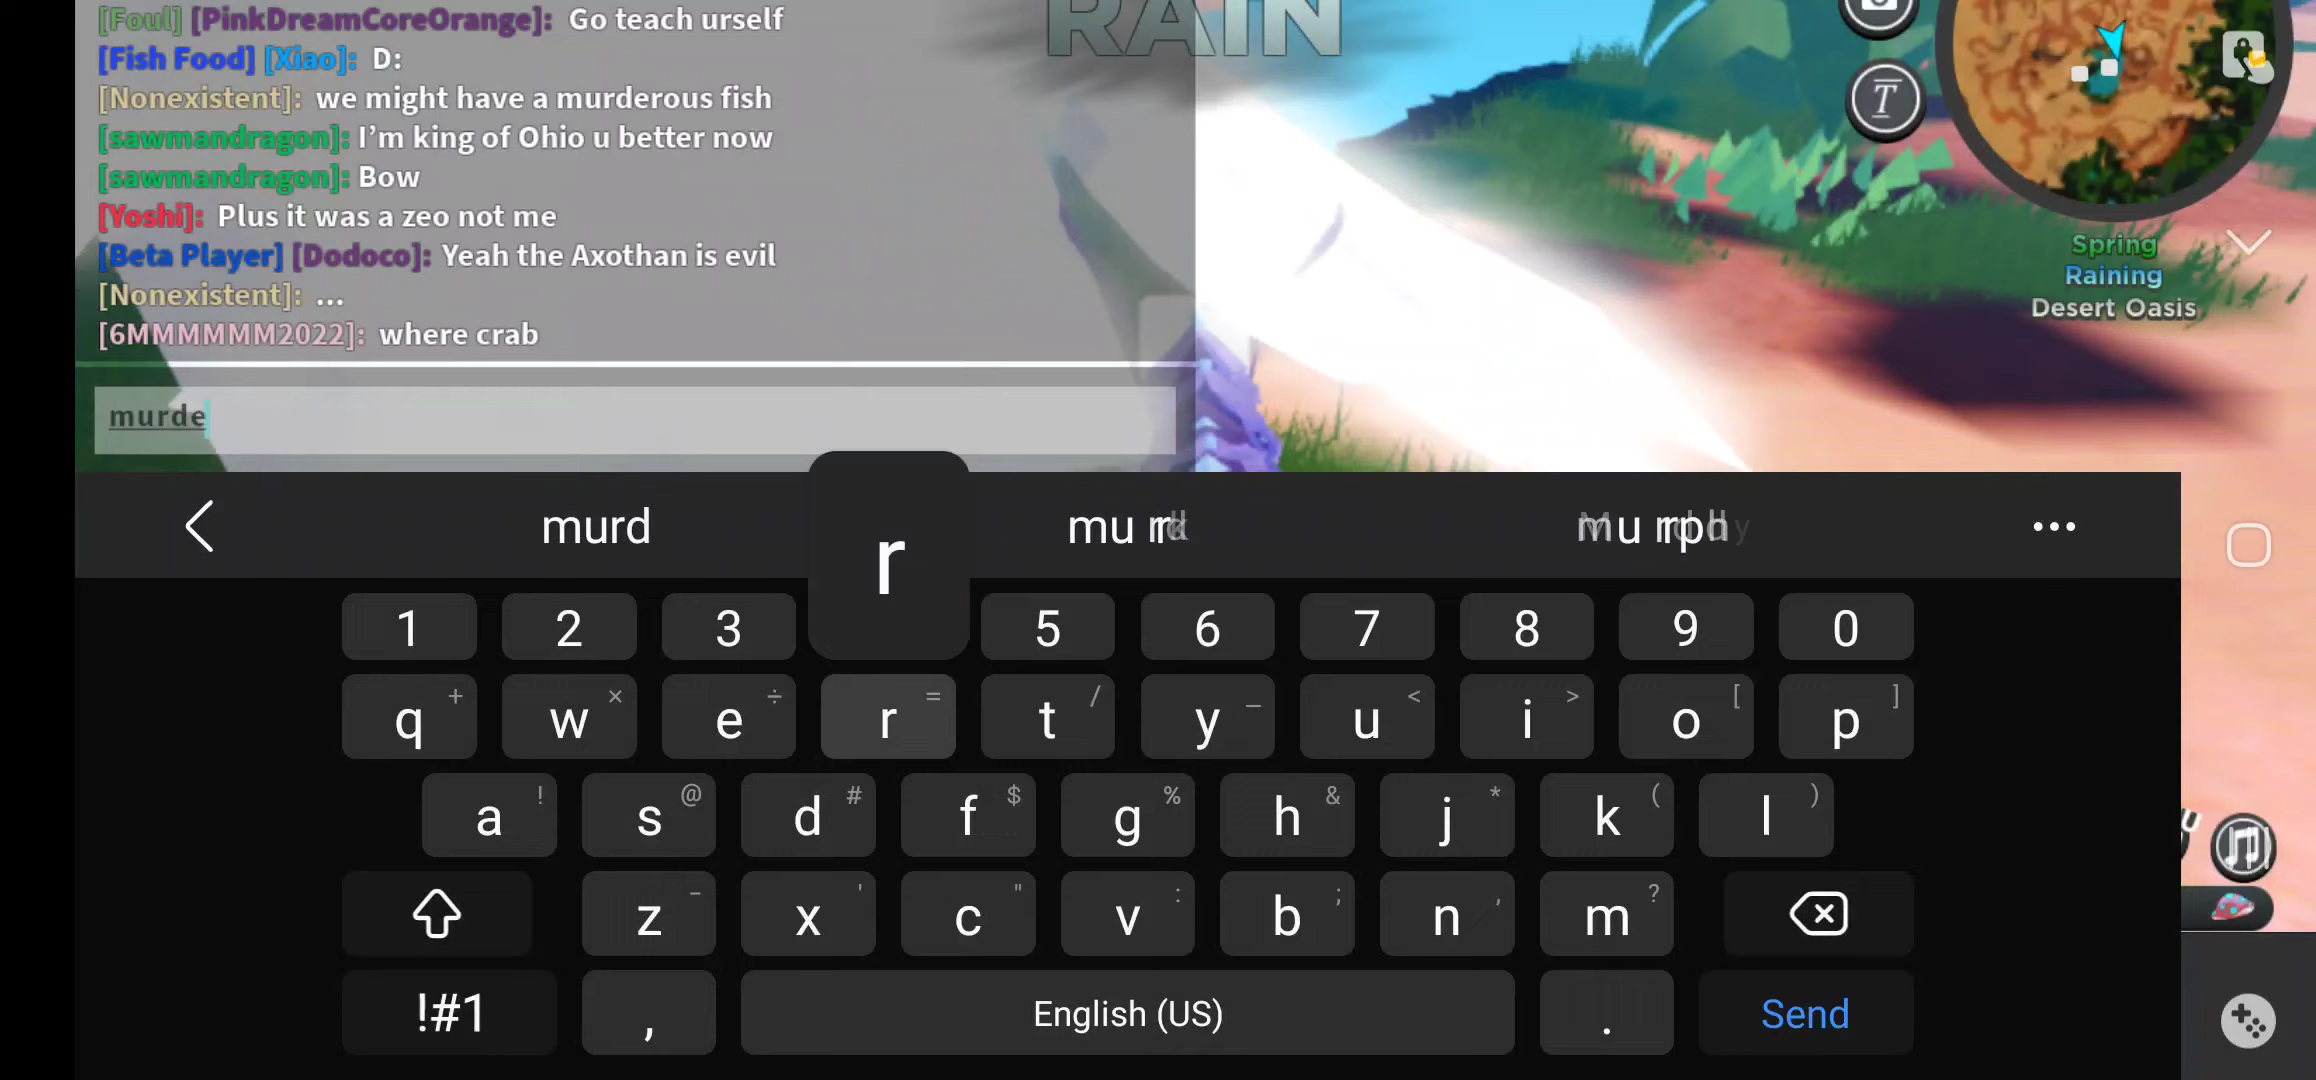 [Foul] [PinkDreamCoreOrange]: Go teach urself
[Fish Food] [Xiao]: D:
[Nonexistent]: we might have a murderous fish
[sawmandragon]: I’m king of Ohio u better now
[sawmandragon]: Bow
[Yoshi]: Plus it was a zeo not me
[Beta Player] [Dodoco]: Yeah the Axothan is evil
[Nonexistent]: ...
[6MMMMMM2022]: where crab
murde
RAIN
T
Spring
Raining
Desert Oasis
murd
r
1 2 3 5 6 7 8 9 0
+ × ÷ = / _ < > [ ]
q w e r t y u i o p
! @ # $ % & * ( )
a s d f g h j k l
- ' " : ; , ?
z x c v b n m
!#1 , English (US) . Send